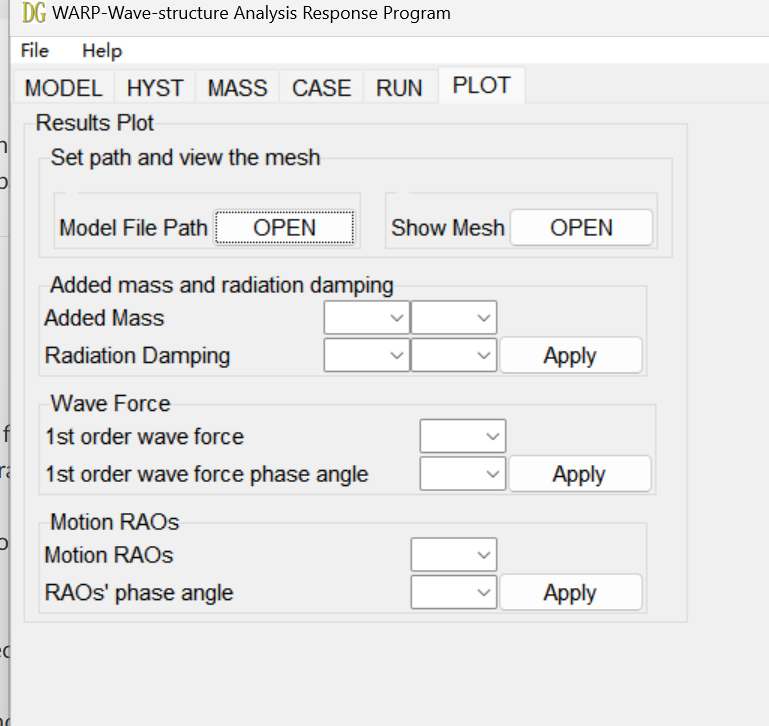 DG WARP-Wave-structure Analysis Response Program
File Help
MODEL HYST MASS CASE RUN PLOT
Results Plot
Set path and view the mesh
Model File Path OPEN Show Mesh OPEN
Added mass and radiation damping
Added Mass
Radiation Damping Apply
Wave Force
1st order wave force
1st order wave force phase angle Apply
Motion RAOs
Motion RAOs
RAOs' phase angle Apply